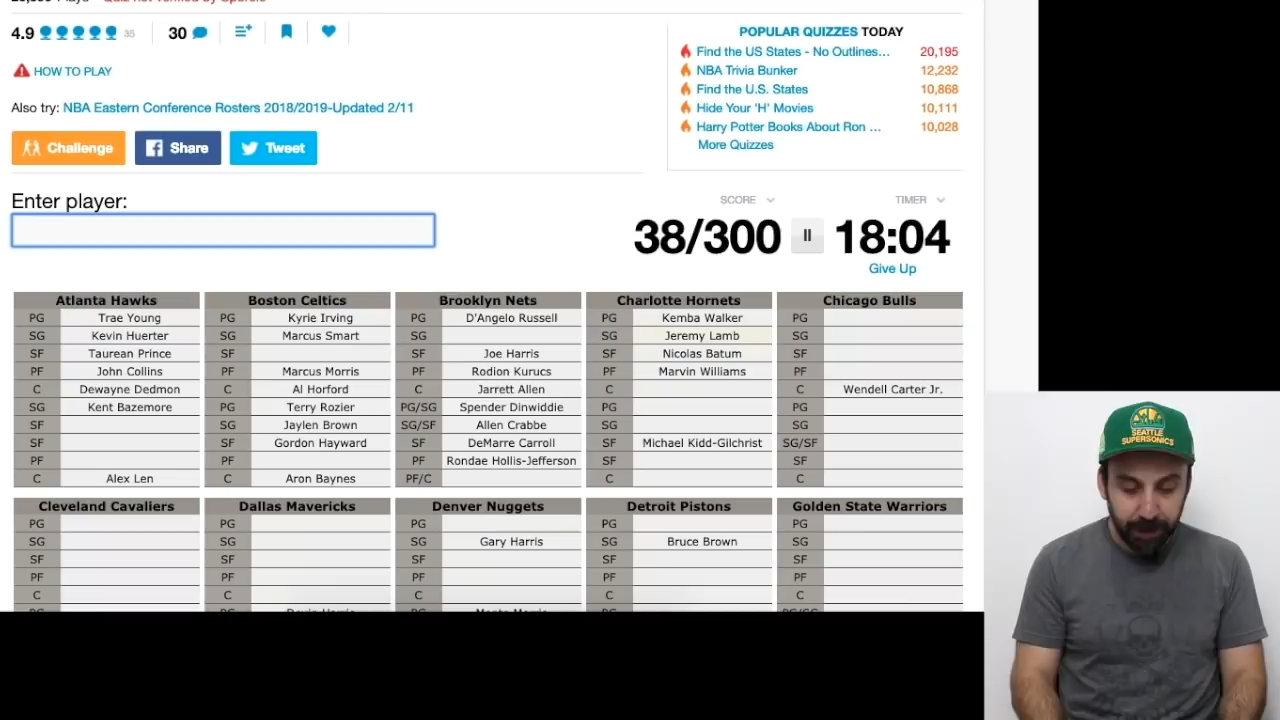 4.9 35 30
HOW TO PLAY
Also try: NBA Eastern Conference Rosters 2018/2019-Updated 2/11
Challenge Share Tweet
POPULAR QUIZZES TODAY
Find the US States - No Outlines... 20,195
NBA Trivia Bunker 12,232
Find the U.S. States 10,868
Hide Your 'H' Movies 10,111
Harry Potter Books About Ron ... 10,028
More Quizzes
Enter player:
SCORE TIMER
38/300 18:04
Give Up
Atlanta Hawks Boston Celtics Brooklyn Nets Charlotte Hornets Chicago Bulls
PG Trae Young PG Kyrie Irving PG D'Angelo Russell PG Kemba Walker PG
SG Kevin Huerter SG Marcus Smart SG SG Jeremy Lamb SG
SF Taurean Prince SF SF Joe Harris SF Nicolas Batum SF
PF John Collins PF Marcus Morris PF Rodion Kurucs PF Marvin Williams PF
C Dewayne Dedmon C Al Horford C Jarrett Allen C C Wendell Carter Jr.
SG Kent Bazemore PG Terry Rozier PG/SG Spender Dinwiddie PG PG
SF SG Jaylen Brown SG/SF Allen Crabbe SG SG
SF SF Gordon Hayward SF DeMarre Carroll SF Michael Kidd-Gilchrist SG/SF
PF PF PF Rondae Hollis-Jefferson SF SF
C Alex Len C Aron Baynes PF/C C C
Cleveland Cavaliers Dallas Mavericks Denver Nuggets Detroit Pistons Golden State Warriors
PG PG PG PG PG
SG SG SG Gary Harris SG Bruce Brown SG
SF SF SF SF SF
PF PF PF PF PF
C C C C C
SEATTLE
SUPERSONICS